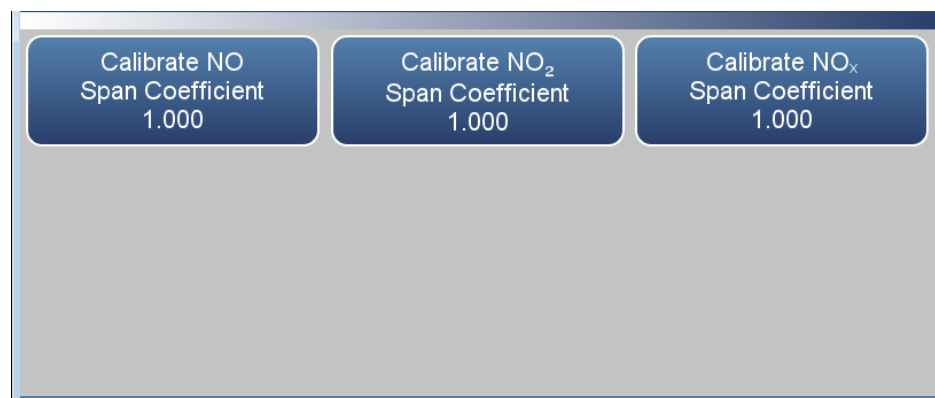 Calibrate NO
Span Coefficient
1.000
Calibrate NO₂
Span Coefficient
1.000
Calibrate NOₓ
Span Coefficient
1.000